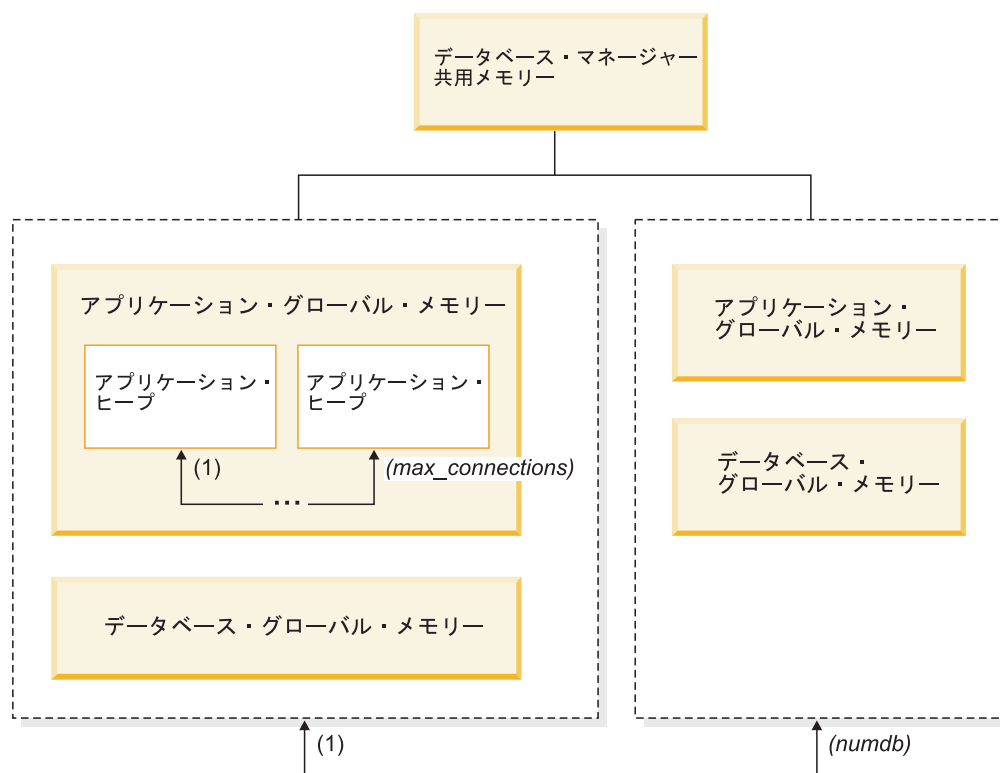 データベース・マネージャー
共用メモリー
アプリケーション・グローバル・メモリー
アプリケーション・
ヒープ
アプリケーション・
ヒープ
(1)
(max_connections)
...
データベース・グローバル・メモリー
(1)
アプリケーション・
グローバル・メモリー
データベース・
グローバル・メモリー
(numdb)